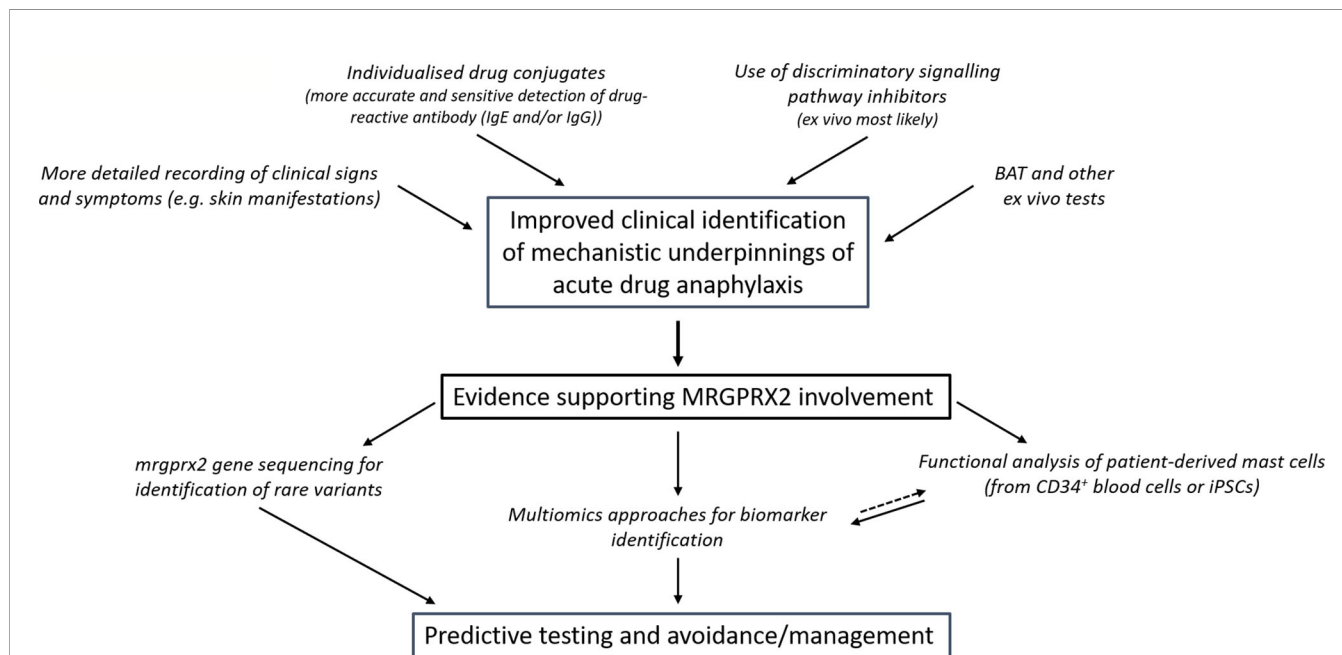 Individualised drug conjugates
(more accurate and sensitive detection of drug-
reactive antibody (IgE and/or IgG))
Use of discriminatory signalling
pathway inhibitors
(ex vivo most likely)
More detailed recording of clinical signs
and symptoms (e.g. skin manifestations)
BAT and other
ex vivo tests
Improved clinical identification
of mechanistic underpinnings of
acute drug anaphylaxis
Evidence supporting MRGPRX2 involvement
mrgprx2 gene sequencing for
identification of rare variants
Functional analysis of patient-derived mast cells
(from CD34⁺ blood cells or iPSCs)
Multiomics approaches for biomarker
identification
Predictive testing and avoidance/management